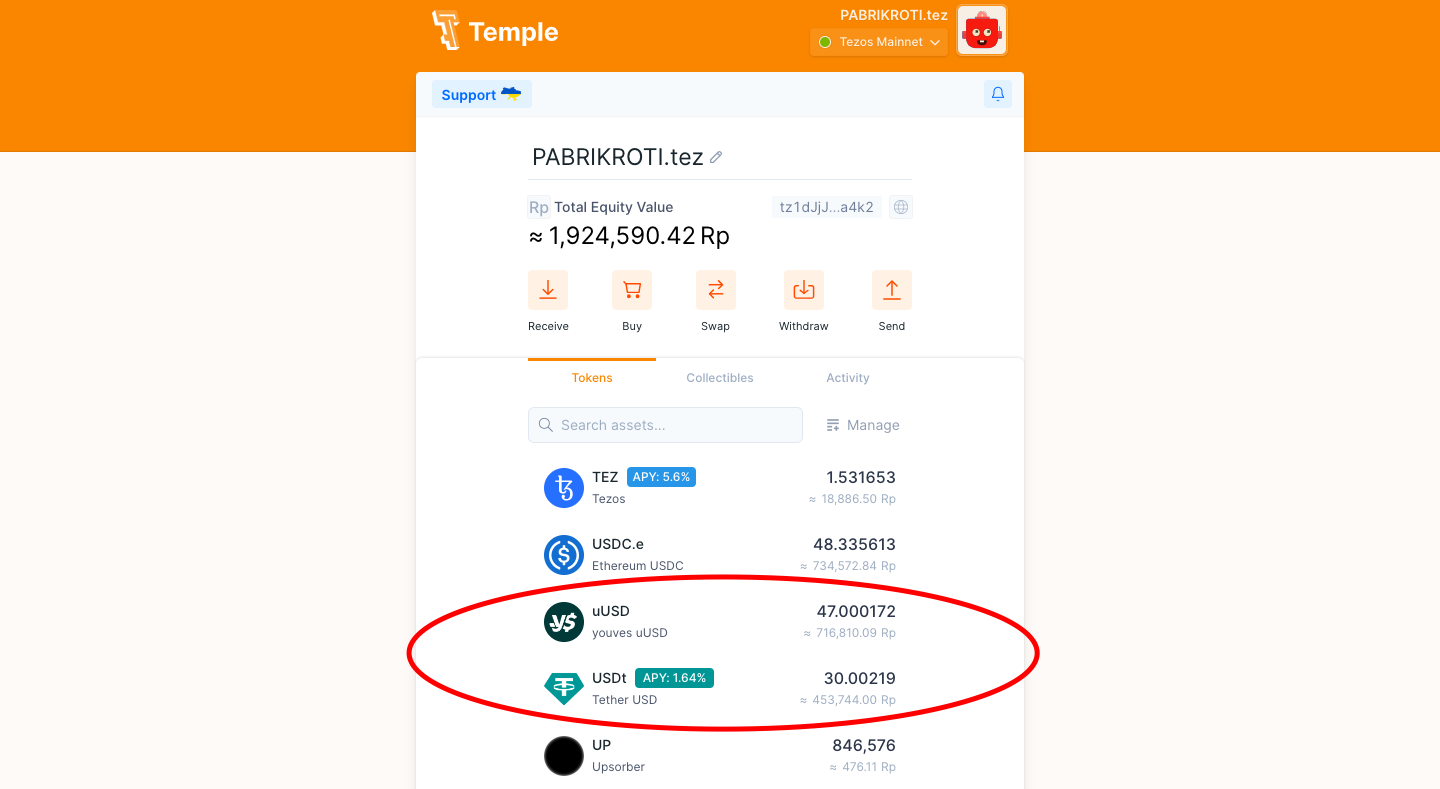 Temple
PABRIKROTI.tez
Tezos Mainnet
Support
PABRIKROTI.tez
Rp Total Equity Value
tz1dJjJ...a4k2
≈ 1,924,590.42 Rp
Receive
Buy
Swap
Withdraw
Send
Tokens
Collectibles
Activity
Search assets...
Manage
TEZ APY: 5.6% 1.531653
Tezos ≈ 18,886.50 Rp
USDC.e 48.335613
Ethereum USDC ≈ 734,572.84 Rp
uUSD 47.000172
youves uUSD ≈ 716,810.09 Rp
USDt APY: 1.64% 30.00219
Tether USD ≈ 453,744.00 Rp
UP 846,576
Upsorber ≈ 476.11 Rp